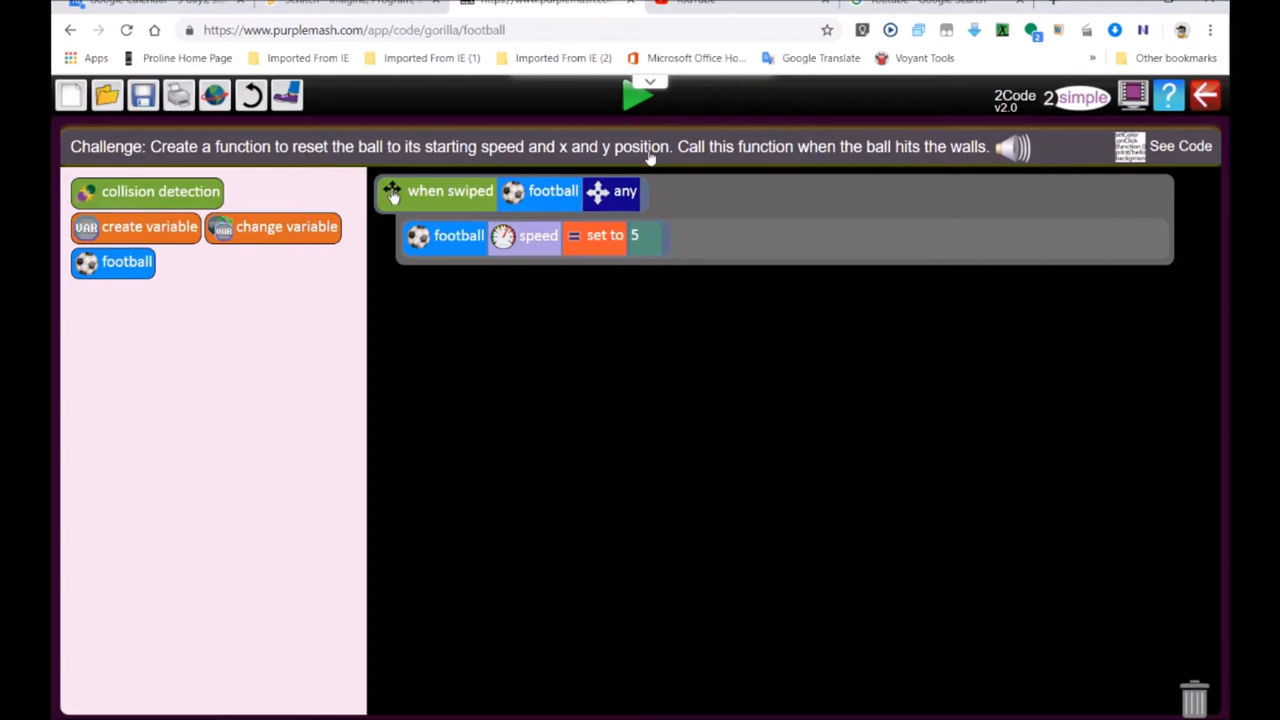 https://www.purplemash.com/app/code/gorilla/football
Apps Proline Home Page Imported From IE Imported From IE (1) Imported From IE (2) Microsoft Office Ho... Google Translate Voyant Tools » Other bookmarks
2Code v2.0 2simple ?
Challenge: Create a function to reset the ball to its starting speed and x and y position. Call this function when the ball hits the walls. See Code
collision detection
VAR create variable change variable
football
when swiped football any
football speed = set to 5